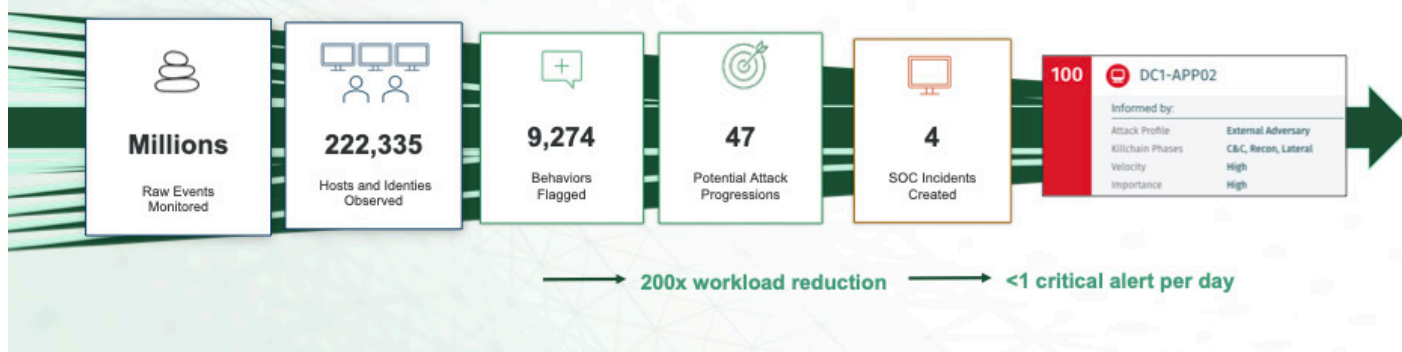 Millions
Raw Events
Monitored
222,335
Hosts and Identies
Observed
9,274
Behaviors
Flagged
47
Potential Attack
Progressions
4
SOC Incidents
Created
100
DC1-APP02
Informed by:
Attack Profile External Adversary
Killchain Phases C&C, Recon, Lateral
Velocity High
Importance High
200x workload reduction
<1 critical alert per day